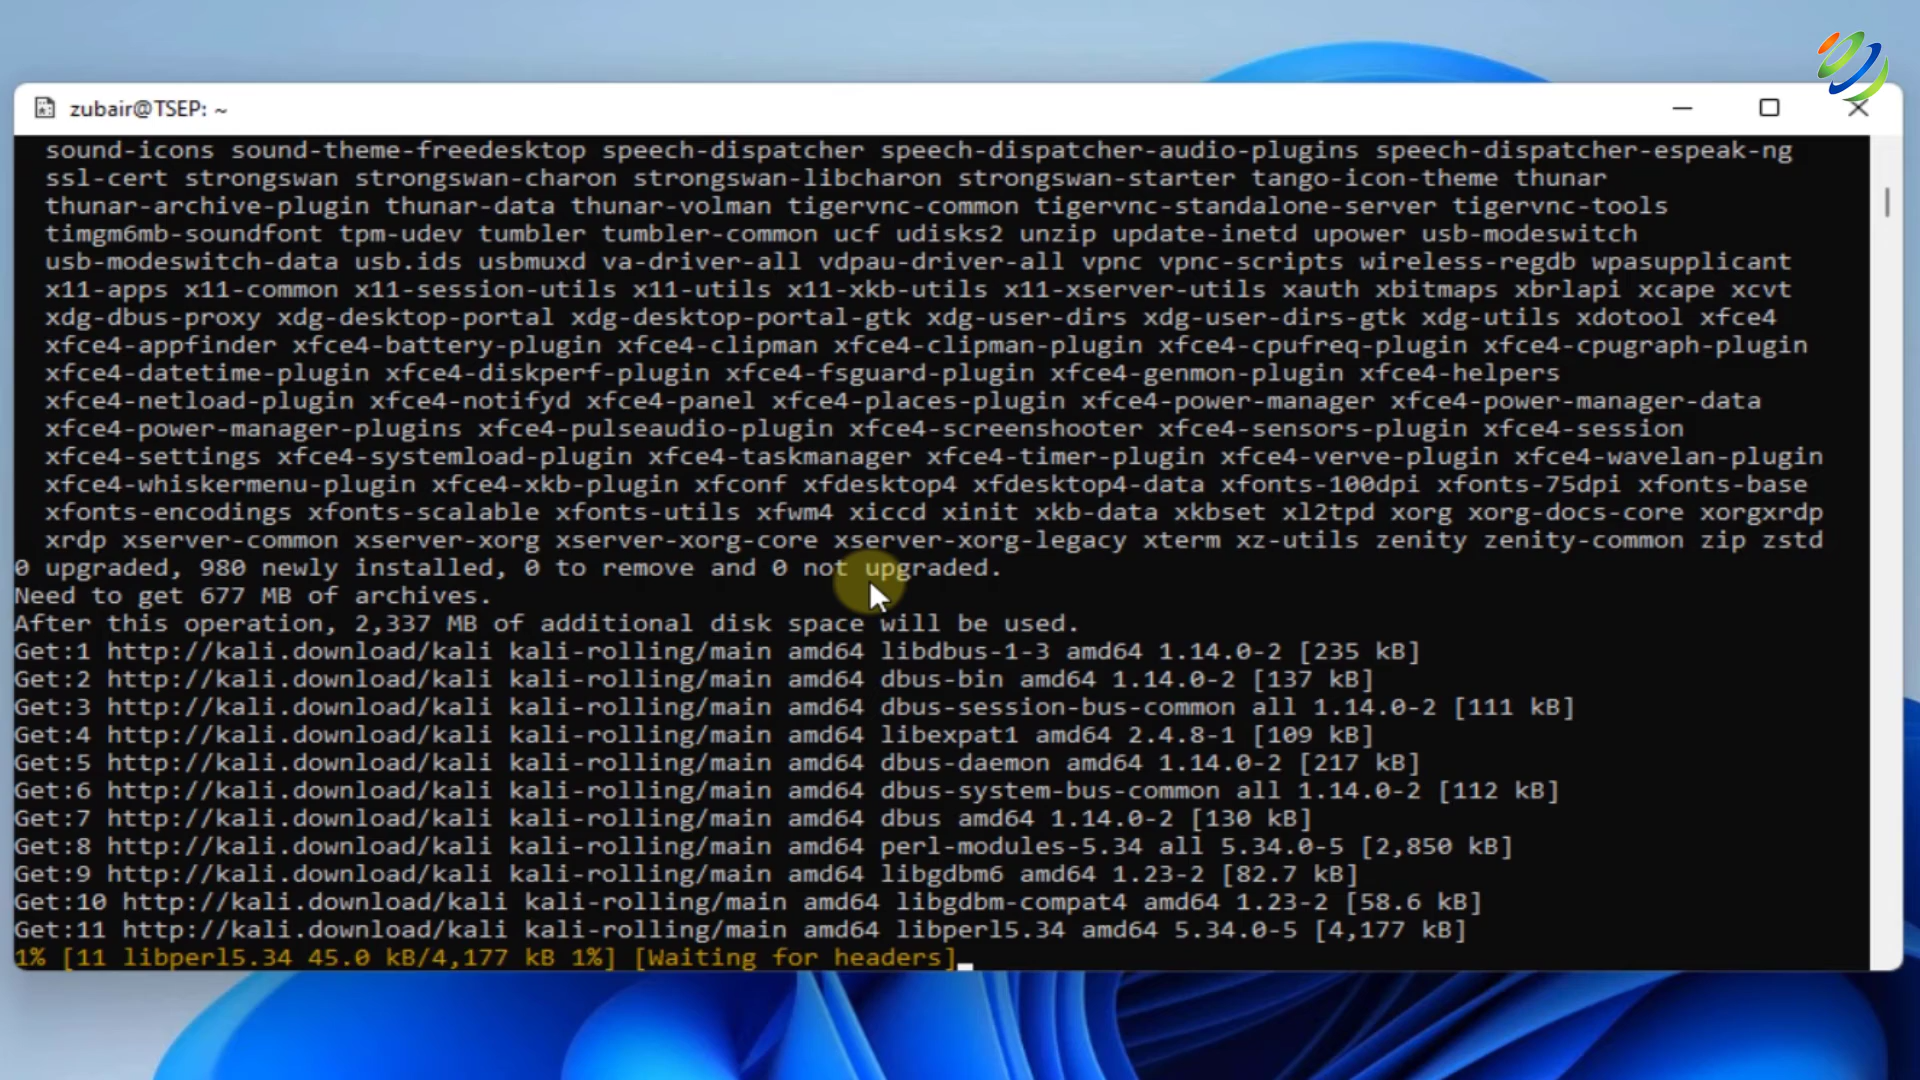 zubair@TSEP: ~
sound-icons sound-theme-freedesktop speech-dispatcher speech-dispatcher-audio-plugins speech-dispatcher-espeak-ng
ssl-cert strongswan strongswan-charon strongswan-libcharon strongswan-starter tango-icon-theme thunar
thunar-archive-plugin thunar-data thunar-volman tigervnc-common tigervnc-standalone-server tigervnc-tools
timgm6mb-soundfont tpm-udev tumbler tumbler-common ucf udisks2 unzip update-inetd upower usb-modeswitch
usb-modeswitch-data usb.ids usbmuxd va-driver-all vdpau-driver-all vpnc vpnc-scripts wireless-regdb wpasupplicant
x11-apps x11-common x11-session-utils x11-utils x11-xkb-utils x11-xserver-utils xauth xbitmaps xbrlapi xcape xcvt
xdg-dbus-proxy xdg-desktop-portal xdg-desktop-portal-gtk xdg-user-dirs xdg-user-dirs-gtk xdg-utils xdotool xfce4
xfce4-appfinder xfce4-battery-plugin xfce4-clipman xfce4-clipman-plugin xfce4-cpufreq-plugin xfce4-cpugraph-plugin
xfce4-datetime-plugin xfce4-diskperf-plugin xfce4-fsguard-plugin xfce4-genmon-plugin xfce4-helpers
xfce4-netload-plugin xfce4-notifyd xfce4-panel xfce4-places-plugin xfce4-power-manager xfce4-power-manager-data
xfce4-power-manager-plugins xfce4-pulseaudio-plugin xfce4-screenshooter xfce4-sensors-plugin xfce4-session
xfce4-settings xfce4-systemload-plugin xfce4-taskmanager xfce4-timer-plugin xfce4-verve-plugin xfce4-wavelan-plugin
xfce4-whiskermenu-plugin xfce4-xkb-plugin xfconf xfdesktop4 xfdesktop4-data xfonts-100dpi xfonts-75dpi xfonts-base
xfonts-encodings xfonts-scalable xfonts-utils xfwm4 xiccd xinit xkb-data xkbset xl2tpd xorg xorg-docs-core xorgxrdp
xrdp xserver-common xserver-xorg xserver-xorg-core xserver-xorg-legacy xterm xz-utils zenity zenity-common zip zstd
0 upgraded, 980 newly installed, 0 to remove and 0 not upgraded.
Need to get 677 MB of archives.
After this operation, 2,337 MB of additional disk space will be used.
Get:1 http://kali.download/kali kali-rolling/main amd64 libdbus-1-3 amd64 1.14.0-2 [235 kB]
Get:2 http://kali.download/kali kali-rolling/main amd64 dbus-bin amd64 1.14.0-2 [137 kB]
Get:3 http://kali.download/kali kali-rolling/main amd64 dbus-session-bus-common all 1.14.0-2 [111 kB]
Get:4 http://kali.download/kali kali-rolling/main amd64 libexpat1 amd64 2.4.8-1 [109 kB]
Get:5 http://kali.download/kali kali-rolling/main amd64 dbus-daemon amd64 1.14.0-2 [217 kB]
Get:6 http://kali.download/kali kali-rolling/main amd64 dbus-system-bus-common all 1.14.0-2 [112 kB]
Get:7 http://kali.download/kali kali-rolling/main amd64 dbus amd64 1.14.0-2 [130 kB]
Get:8 http://kali.download/kali kali-rolling/main amd64 perl-modules-5.34 all 5.34.0-5 [2,850 kB]
Get:9 http://kali.download/kali kali-rolling/main amd64 libgdbm6 amd64 1.23-2 [82.7 kB]
Get:10 http://kali.download/kali kali-rolling/main amd64 libgdbm-compat4 amd64 1.23-2 [58.6 kB]
Get:11 http://kali.download/kali kali-rolling/main amd64 libperl5.34 amd64 5.34.0-5 [4,177 kB]
1% [11 libperl5.34 45.0 kB/4,177 kB 1%] [Waiting for headers]